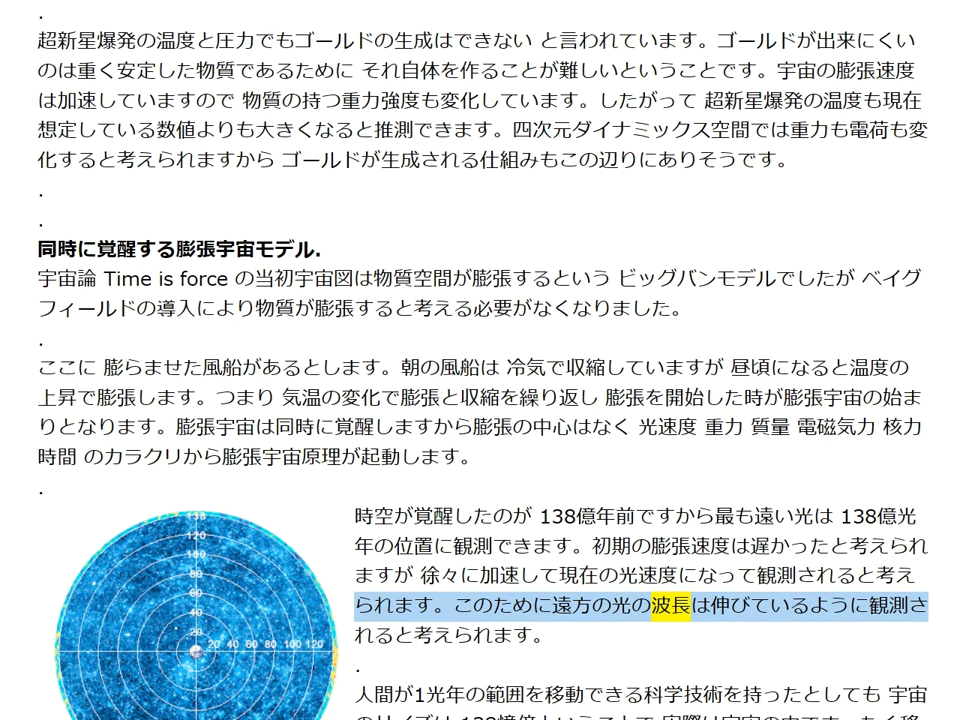 .
超新星爆発の温度と圧力でもゴールドの生成はできない と言われています。ゴールドが出来にくい
のは重く安定した物質であるために それ自体を作ることが難しいということです。宇宙の膨張速度
は加速していますので 物質の持つ重力強度も変化しています。したがって 超新星爆発の温度も現在
想定している数値よりも大きくなると推測できます。四次元ダイナミックス空間では重力も電荷も変
化すると考えられますから ゴールドが生成される仕組みもこの辺りにありそうです。
.
.
同時に覚醒する膨張宇宙モデル.
宇宙論 Time is force の当初宇宙図は物質空間が膨張するという ビッグバンモデルでしたが ベイグ
フィールドの導入により物質が膨張すると考える必要がなくなりました。
.
ここに 膨らませた風船があるとします。朝の風船は 冷気で収縮していますが 昼頃になると温度の
上昇で膨張します。つまり 気温の変化で膨張と収縮を繰り返し 膨張を開始した時が膨張宇宙の始ま
りとなります。膨張宇宙は同時に覚醒しますから膨張の中心はなく 光速度 重力 質量 電磁気力 核力
時間 のカラクリから膨張宇宙原理が起動します。
.
138
120
100
80
60
40
20
20 40 60 80 100 120
時空が覚醒したのが 138億年前ですから最も遠い光は 138億光
年の位置に観測できます。初期の膨張速度は遅かったと考えられ
ますが 徐々に加速して現在の光速度になって観測されると考え
られます。このために遠方の光の波長は伸びているように観測さ
れると考えられます。
.
人間が1光年の範囲を移動できる科学技術を持ったとしても 宇宙